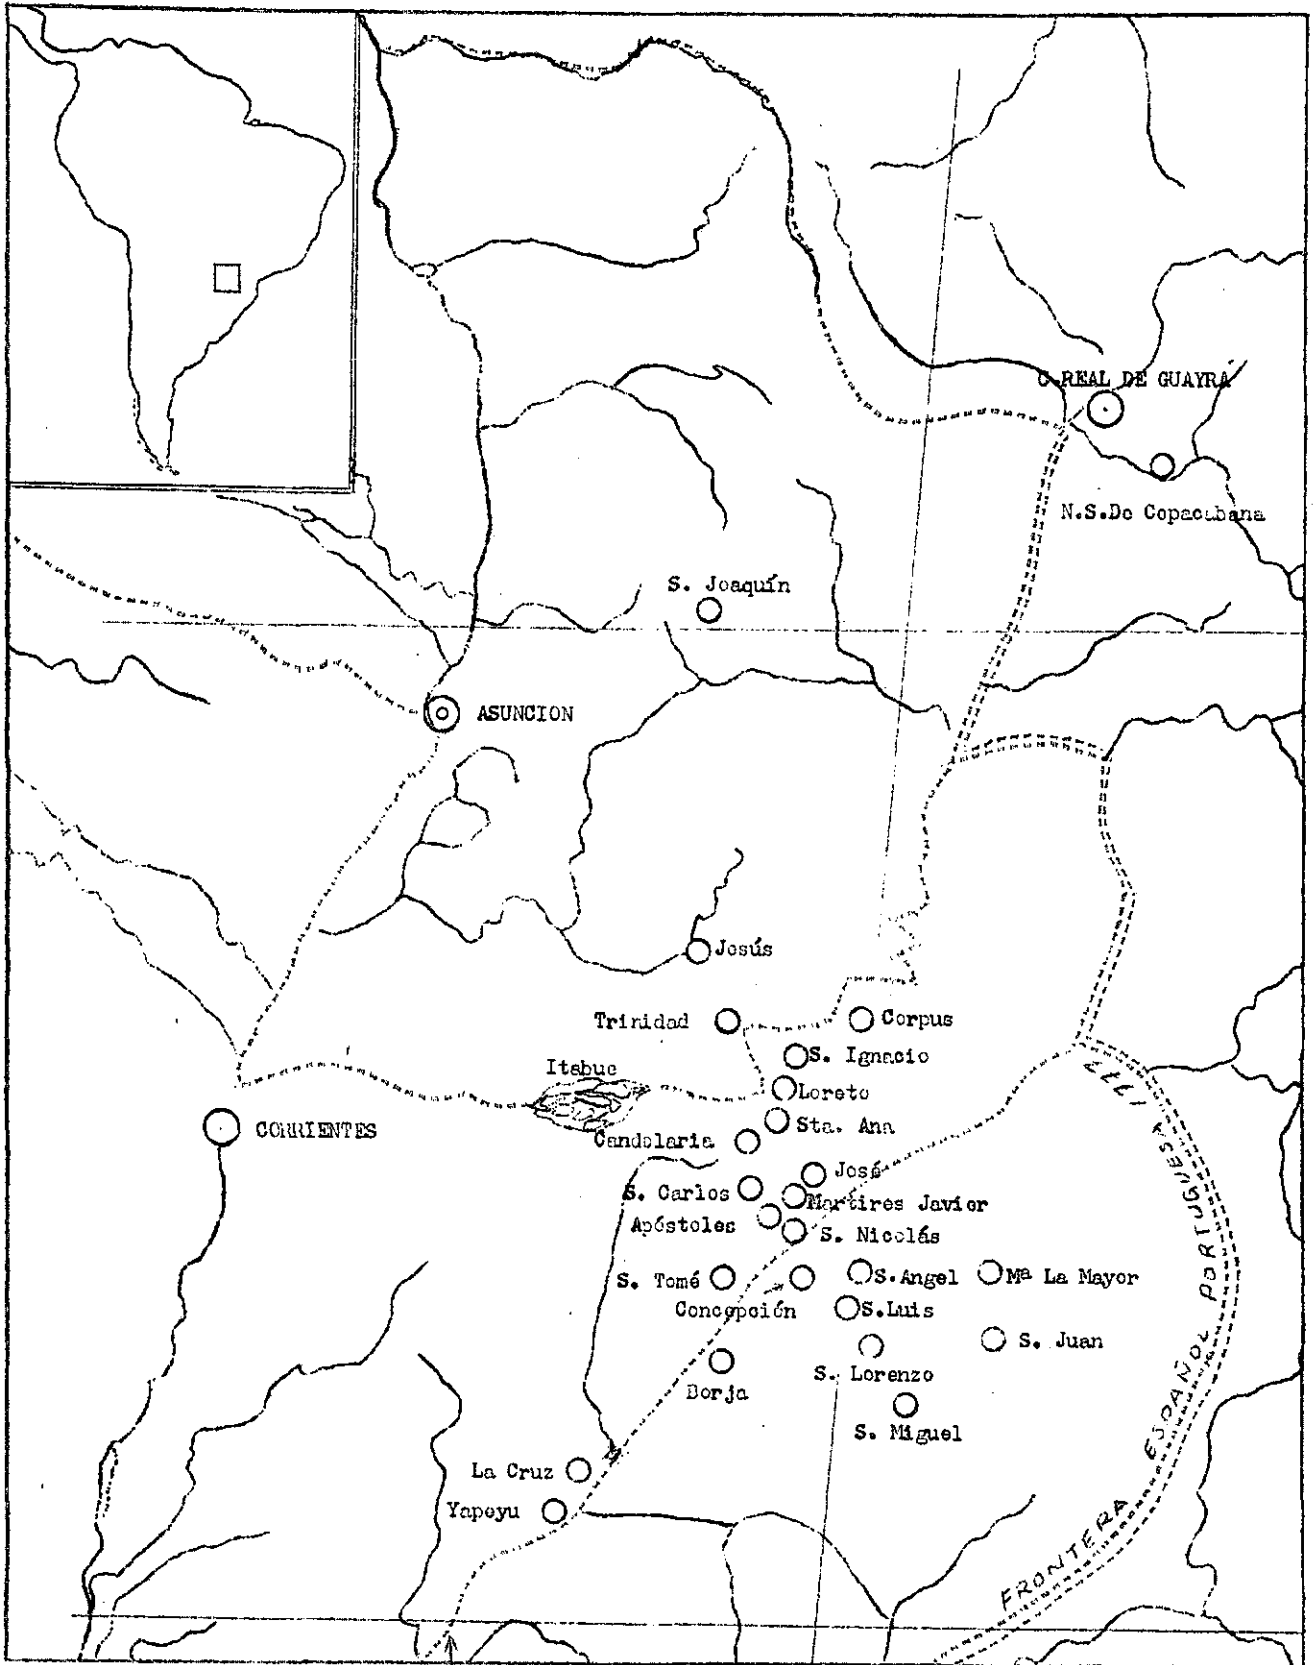 C.REAL DE GUAYRA
N.S.De Copacabana
S. Joaquín
ASUNCION
Jesús
Trinidad
Corpus
S. Ignacio
Itabuc
Loreto
CORRIENTES
Sta. Ana
Candelaria
José
S. Carlos
Martires Javier
Apóstoles
S. Nicolás
S. Tomé
S.Angel
Mª La Mayor
Concepción
S.Luis
S. Juan
S. Lorenzo
Borja
S. Miguel
La Cruz
Yapeyu
FRONTERA ESPAÑOL PORTUGUESA 1777